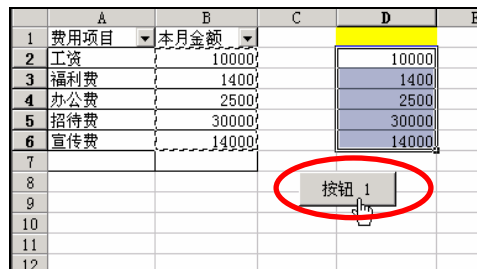 A B C D E
1 费用项目 本月金额
2 工资 10000 10000
3 福利费 1400 1400
4 办公费 2500 2500
5 招待费 30000 30000
6 宣传费 14000 14000
7
8
按钮 1
9
10
11
12